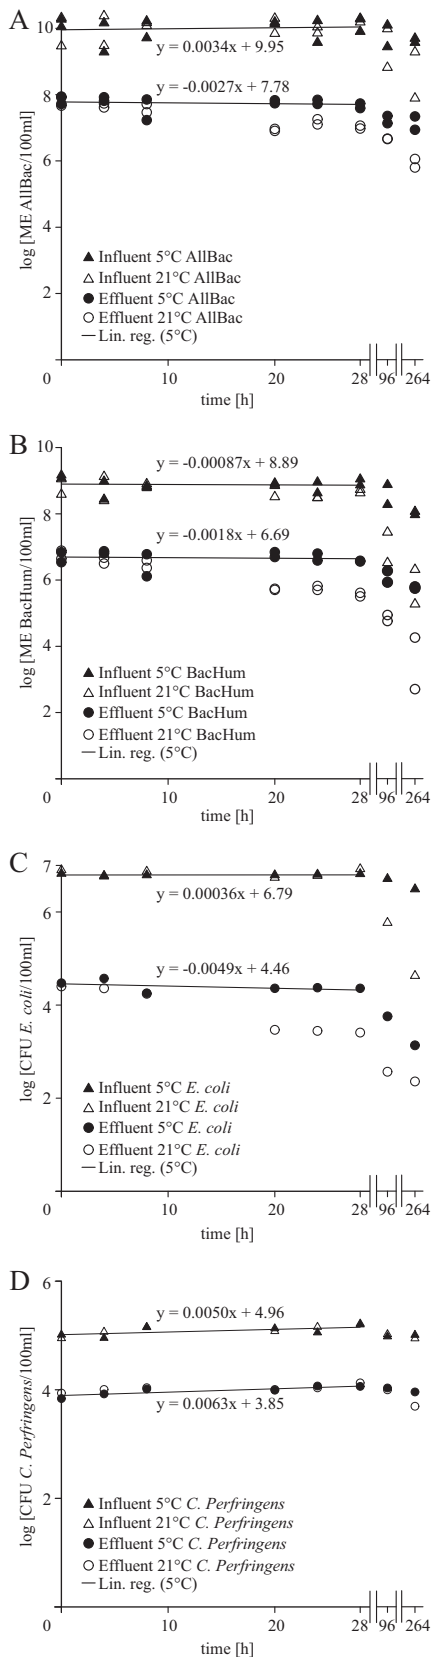 A
10
8
6
4
2
0
log [ME AllBac/100ml]
y = 0.0034x + 9.95
y = -0.0027x + 7.78
Influent 5°C AllBac
Influent 21°C AllBac
Effluent 5°C AllBac
Effluent 21°C AllBac
Lin. reg. (5°C)
0 10 20 28 96 264
time [h]
B
10
8
6
4
2
0
log [ME BacHum/100ml]
y = -0.00087x + 8.89
y = -0.0018x + 6.69
Influent 5°C BacHum
Influent 21°C BacHum
Effluent 5°C BacHum
Effluent 21°C BacHum
Lin. reg. (5°C)
0 10 20 28 96 264
time [h]
C
7
6
4
2
log [CFU E. coli/100ml]
y = 0.00036x + 6.79
y = -0.0049x + 4.46
Influent 5°C E. coli
Influent 21°C E. coli
Effluent 5°C E. coli
Effluent 21°C E. coli
Lin. reg. (5°C)
0 10 20 28 96 264
time [h]
D
6
4
2
log [CFU C. Perfringens/100ml]
y = 0.0050x + 4.96
y = 0.0063x + 3.85
Influent 5°C C. Perfringens
Influent 21°C C. Perfringens
Effluent 5°C C. Perfringens
Effluent 21°C C. Perfringens
Lin. reg. (5°C)
0 10 20 28 96 264
time [h]